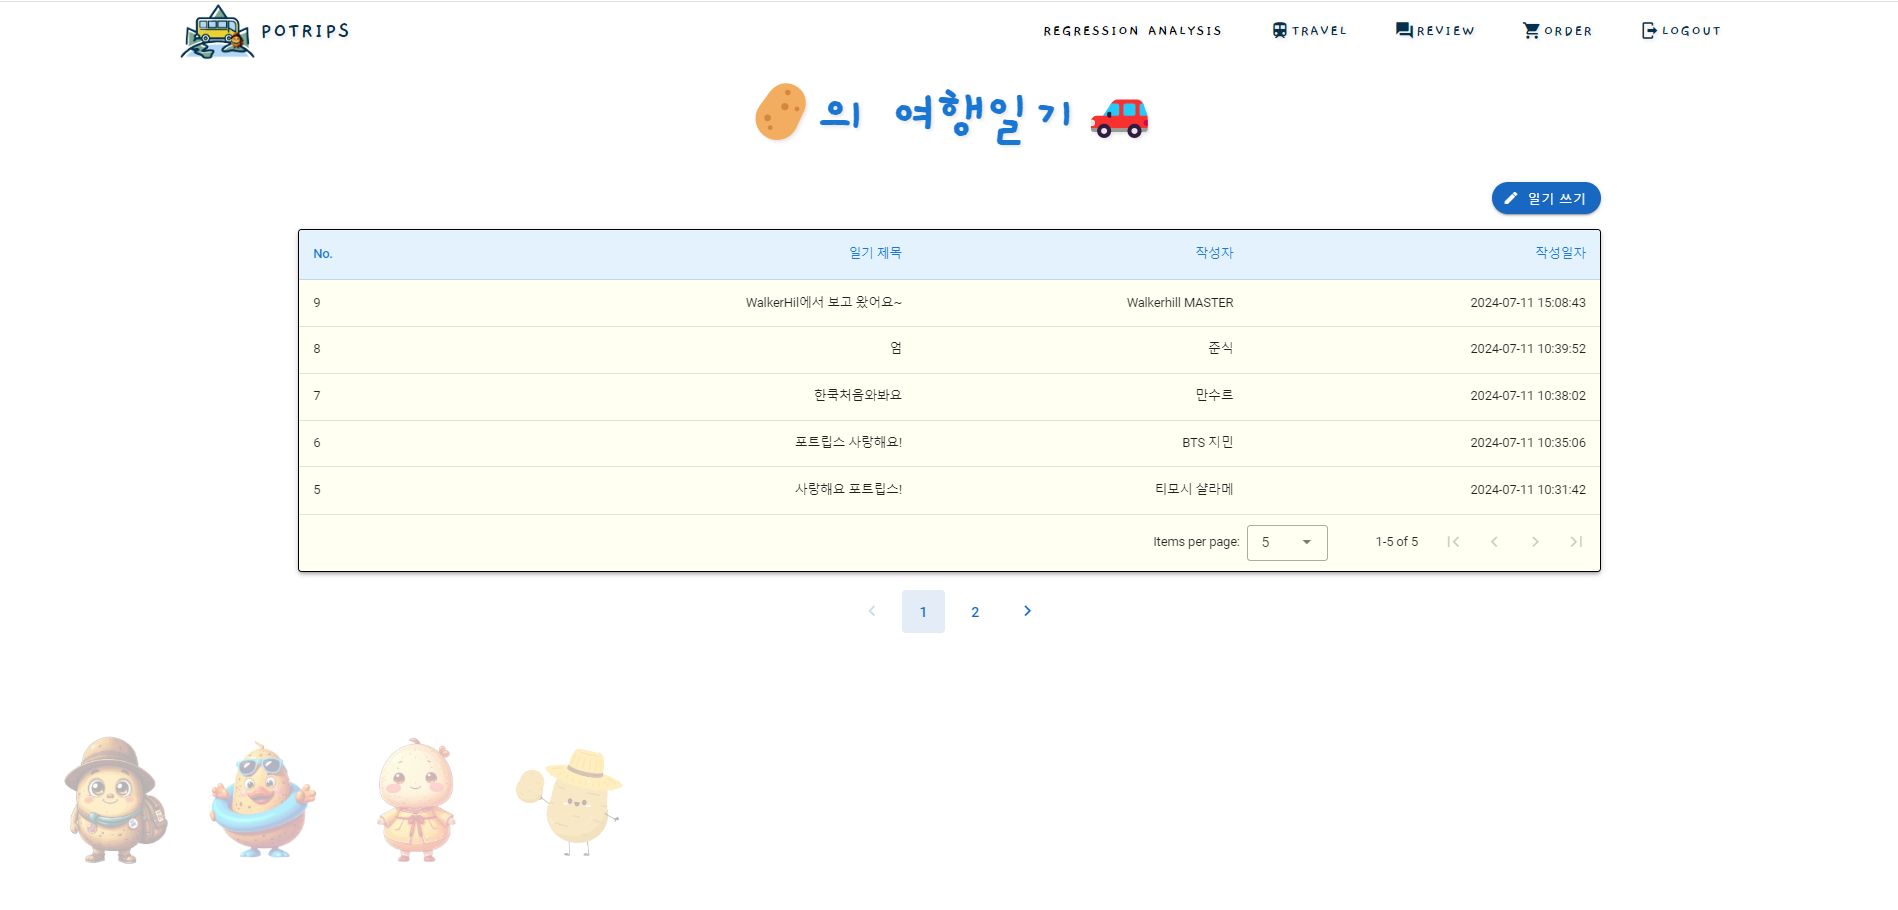 POTRIPS
REGRESSION ANALYSIS TRAVEL REVIEW ORDER LOGOUT
의 여행일기
일기 쓰기
No. 일기 제목 작성자 작성일자
9 WalkerHil에서 보고 왔어요~ Walkerhill MASTER 2024-07-11 15:08:43
8 엄 준식 2024-07-11 10:39:52
7 한쿡처음와봐요 만수르 2024-07-11 10:38:02
6 포트립스 사랑해요! BTS 지민 2024-07-11 10:35:06
5 사랑해요 포트립스! 티모시 샬라메 2024-07-11 10:31:42
Items per page: 5 1-5 of 5
1 2